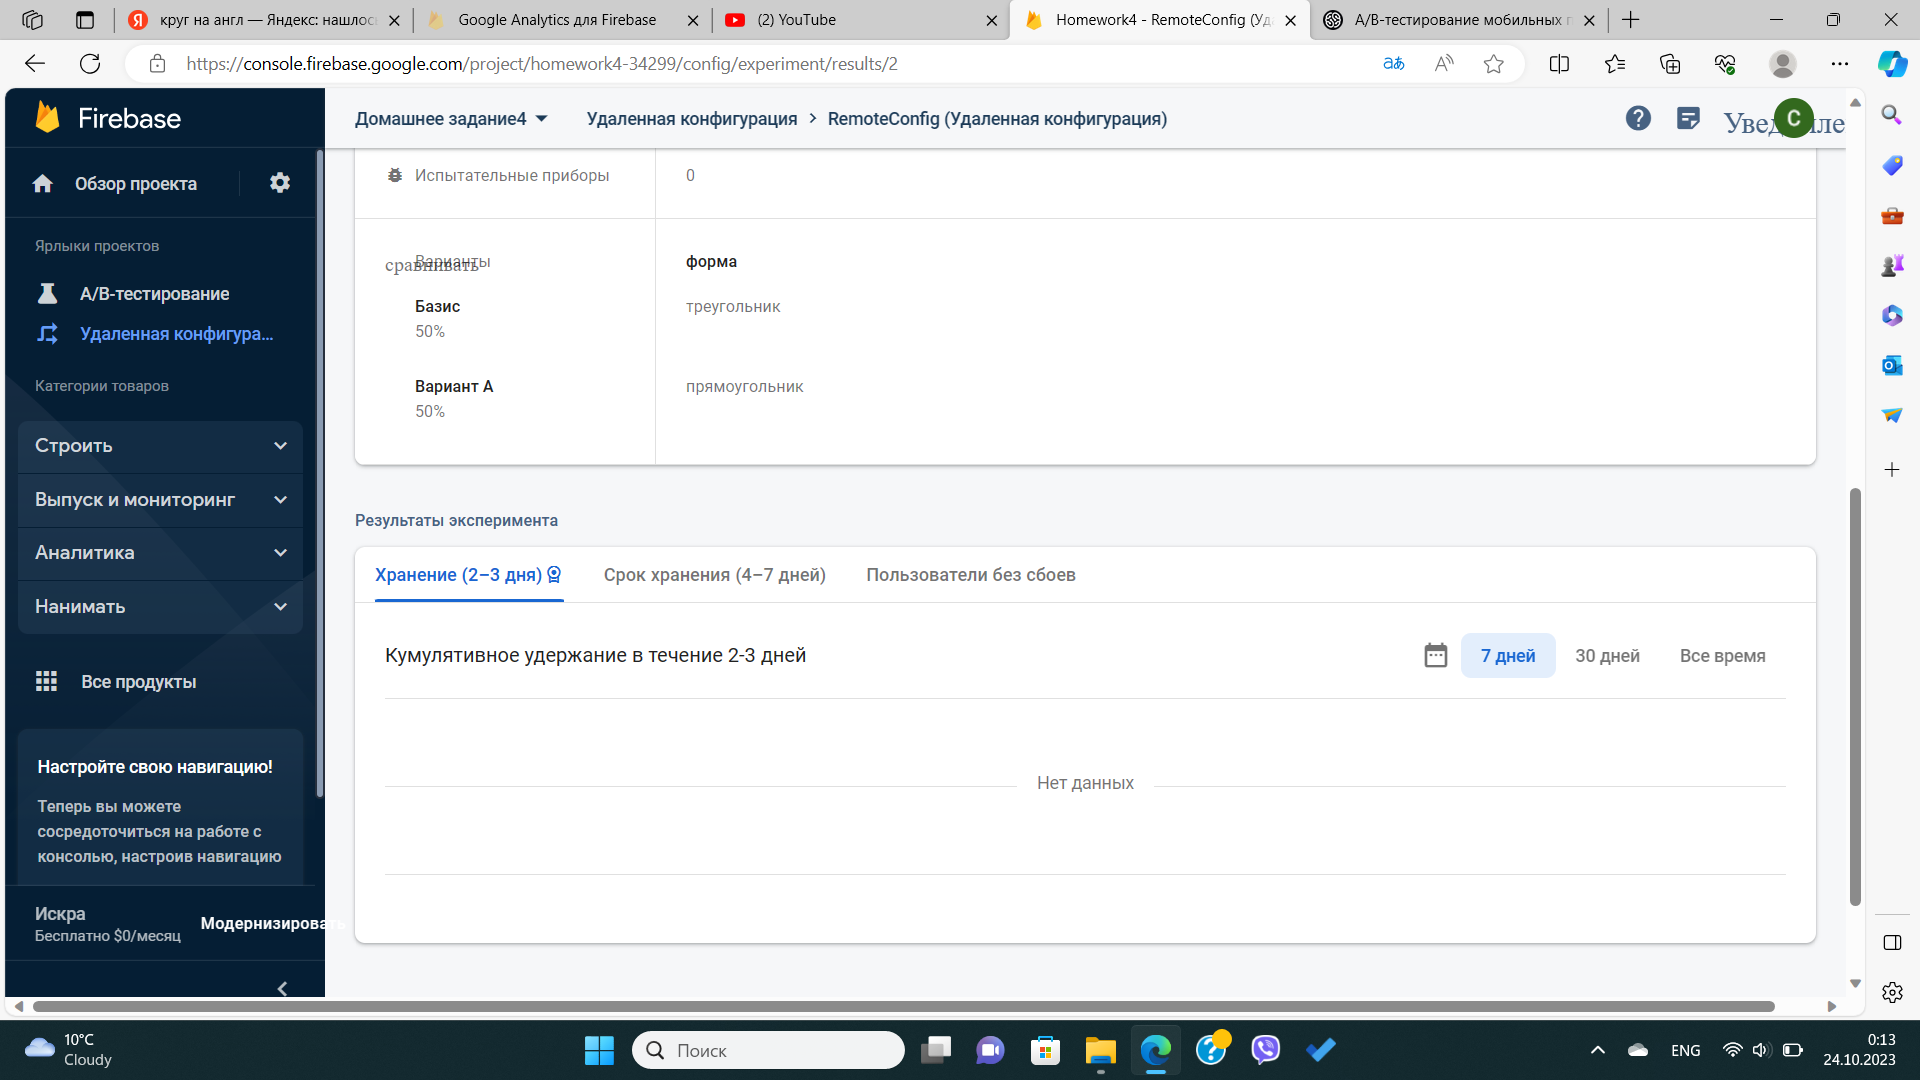 круг на англ — Яндекс: нашлось
Google Analytics для Firebase
(2) YouTube
Homework4 - RemoteConfig (Уда
A/B-тестирование мобильных п
https://console.firebase.google.com/project/homework4-34299/config/experiment/results/2
Firebase
Домашнее задание4
Удаленная конфигурация > RemoteConfig (Удаленная конфигурация)
C
Обзор проекта
Ярлыки проектов
A/B-тестирование
Удаленная конфигура...
Категории товаров
Строить
Выпуск и мониторинг
Аналитика
Нанимать
Все продукты
Настройте свою навигацию!
Теперь вы можете
сосредоточиться на работе с
консолью, настроив навигацию
Искра
Бесплатно $0/месяц
Модернизировать
Испытательные приборы
0
Варианты
сравнивать
форма
Базис
50%
треугольник
Вариант А
50%
прямоугольник
Результаты эксперимента
Хранение (2–3 дня)
Срок хранения (4–7 дней)
Пользователи без сбоев
Кумулятивное удержание в течение 2-3 дней
7 дней
30 дней
Все время
Нет данных
10°C
Cloudy
Поиск
ENG
0:13
24.10.2023